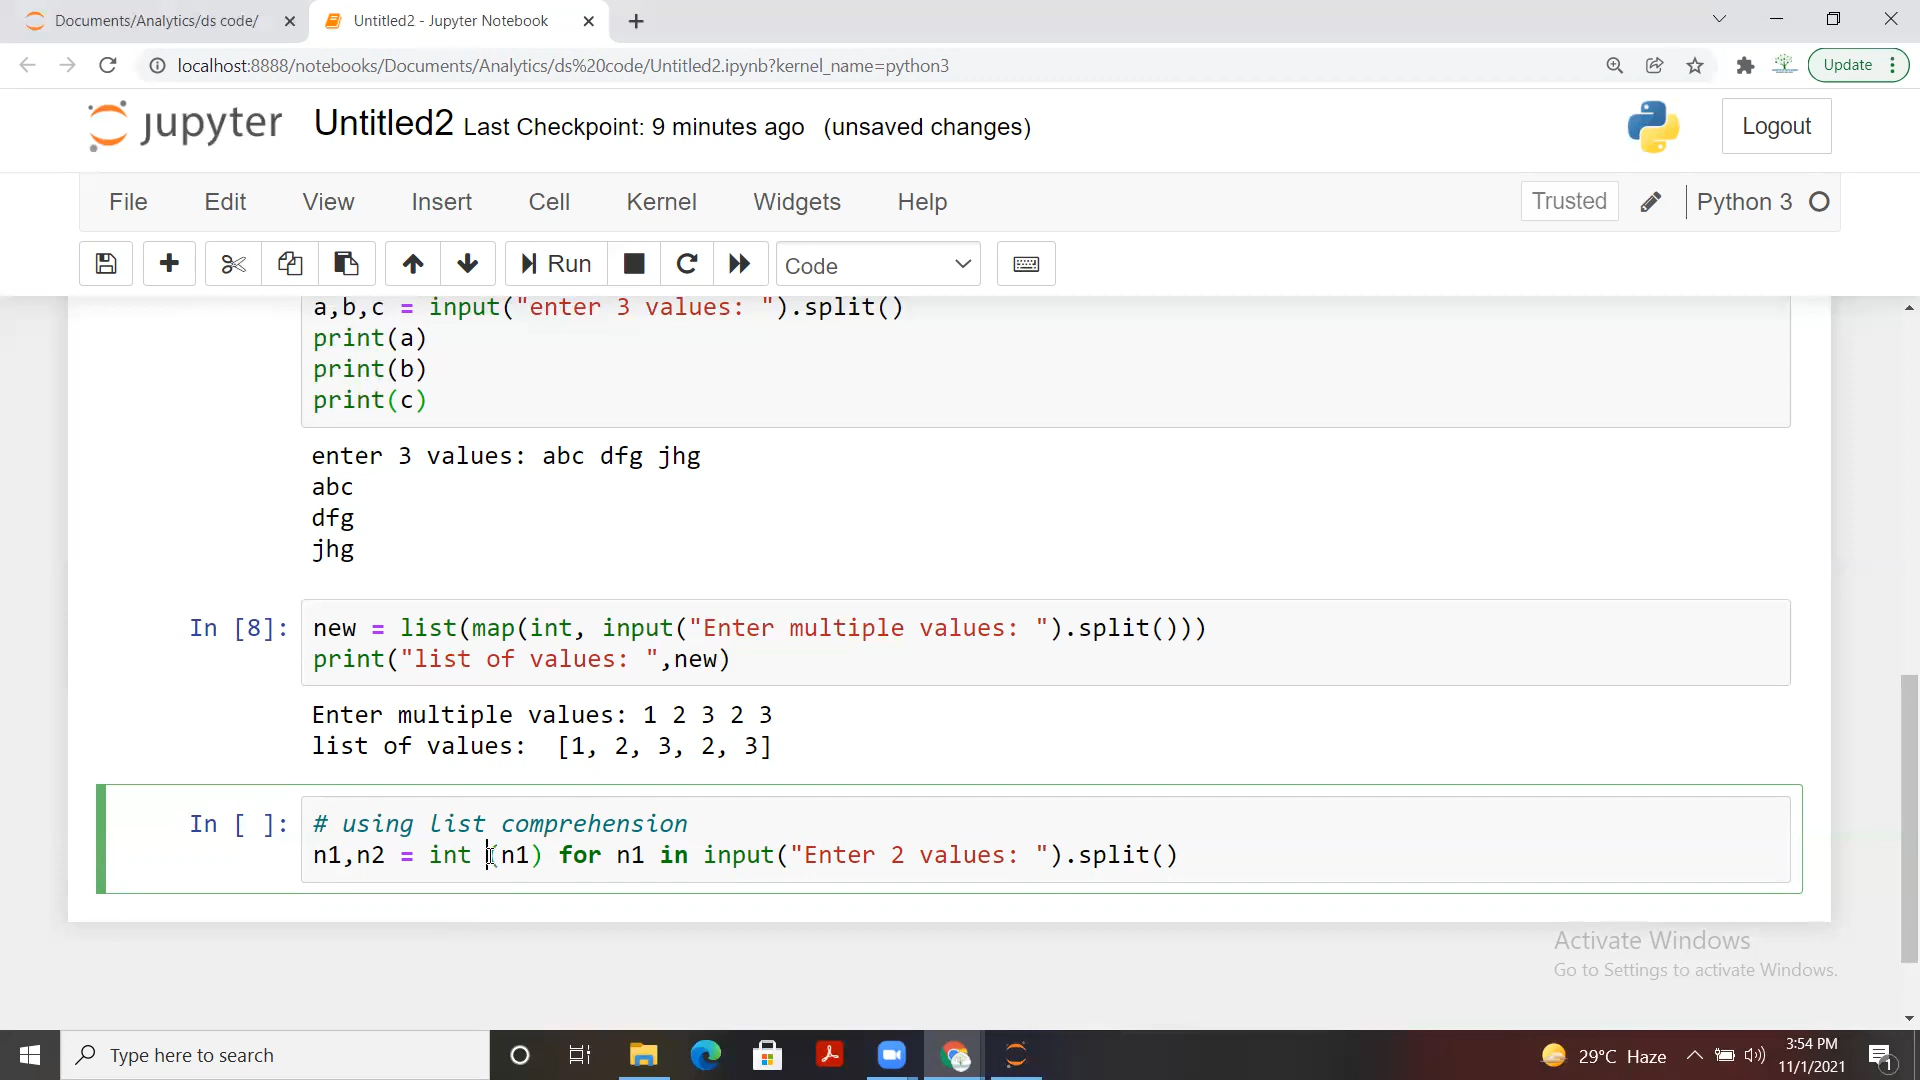 Documents/Analytics/ds code/
Untitled2 - Jupyter Notebook
localhost:8888/notebooks/Documents/Analytics/ds%20code/Untitled2.ipynb?kernel_name=python3
Update
jupyter Untitled2 Last Checkpoint: 9 minutes ago (unsaved changes)
Logout
File Edit View Insert Cell Kernel Widgets Help
Trusted
Python 3
Run
Code
a,b,c = input("enter 3 values: ").split()
print(a)
print(b)
print(c)
enter 3 values: abc dfg jhg
abc
dfg
jhg
In [8]:
new = list(map(int, input("Enter multiple values: ").split()))
print("list of values: ",new)
Enter multiple values: 1 2 3 2 3
list of values:  [1, 2, 3, 2, 3]
In [ ]:
# using list comprehension
n1,n2 = int (n1) for n1 in input("Enter 2 values: ").split()
Activate Windows
Go to Settings to activate Windows.
Type here to search
29°C Haze
3:54 PM
11/1/2021
1